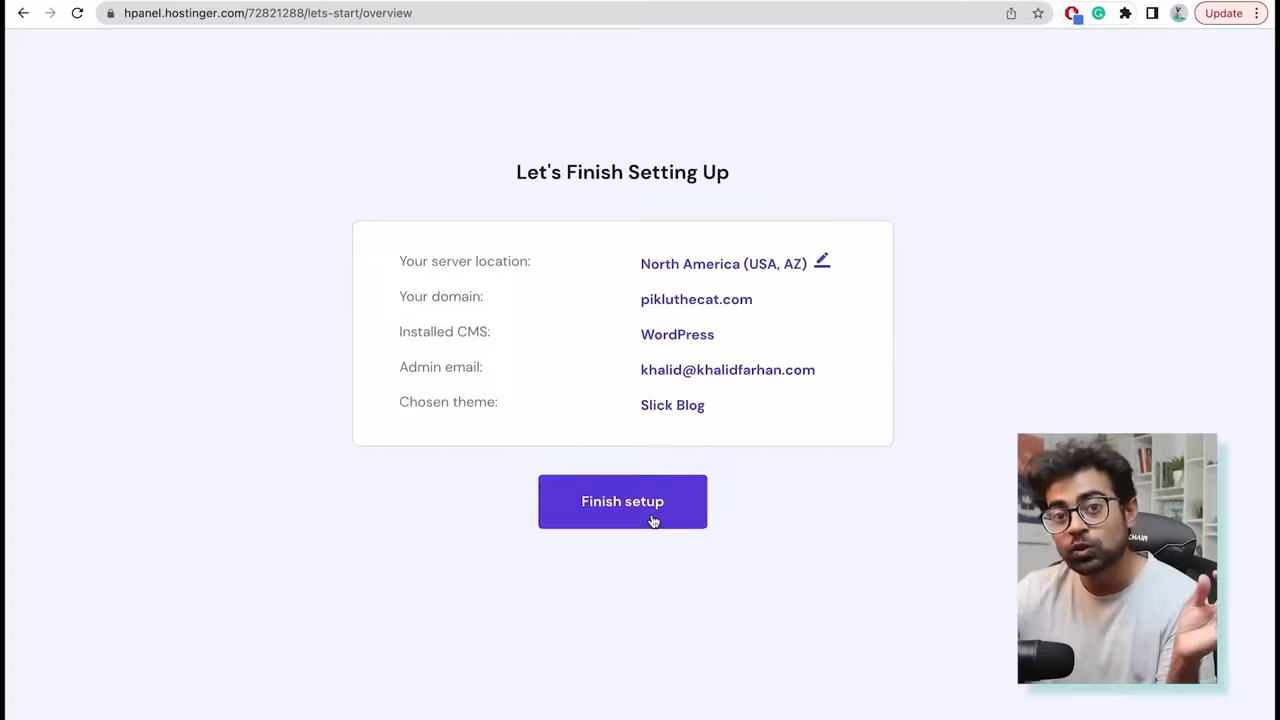 hpanel.hostinger.com/72821288/lets-start/overview
Update
Let's Finish Setting Up
Your server location: North America (USA, AZ)
Your domain: pikluthecat.com
Installed CMS: WordPress
Admin email: khalid@khalidfarhan.com
Chosen theme: Slick Blog
Finish setup
CHAIR